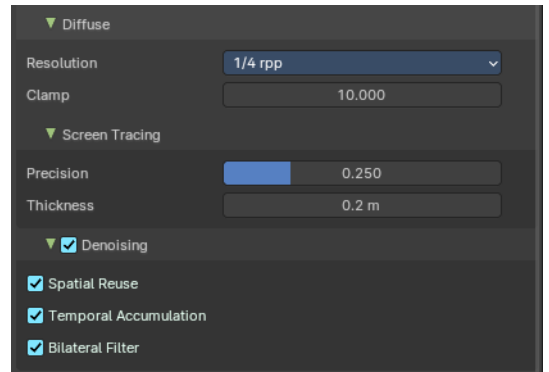 Diffuse
Resolution 1/4 rpp
Clamp 10.000
Screen Tracing
Precision 0.250
Thickness 0.2 m
Denoising
Spatial Reuse
Temporal Accumulation
Bilateral Filter